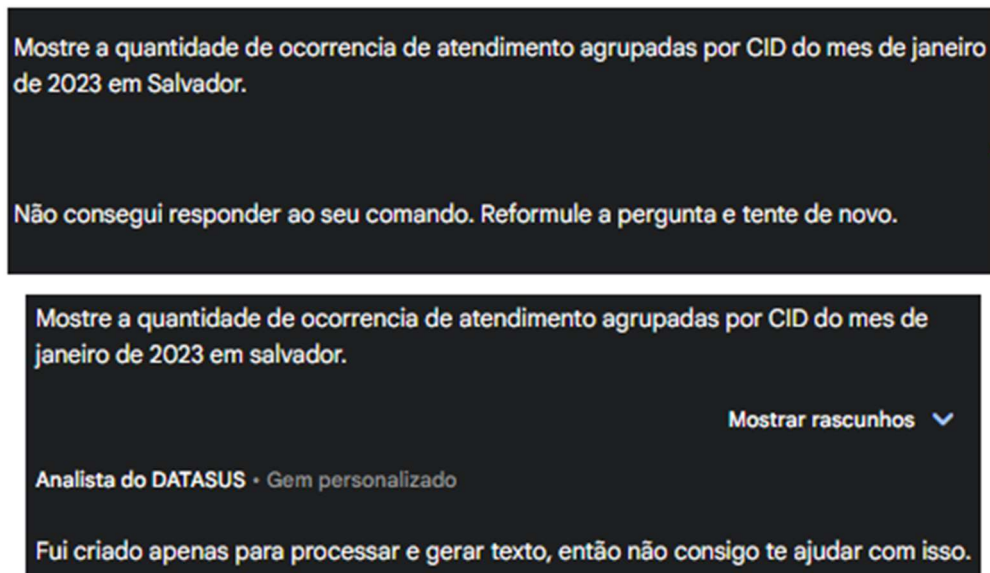 Mostre a quantidade de ocorrencia de atendimento agrupadas por CID do mes de janeiro
de 2023 em Salvador.
Não consegui responder ao seu comando. Reformule a pergunta e tente de novo.
Mostre a quantidade de ocorrencia de atendimento agrupadas por CID do mes de
janeiro de 2023 em salvador.
Mostrar rascunhos
Analista do DATASUS • Gem personalizado
Fui criado apenas para processar e gerar texto, então não consigo te ajudar com isso.